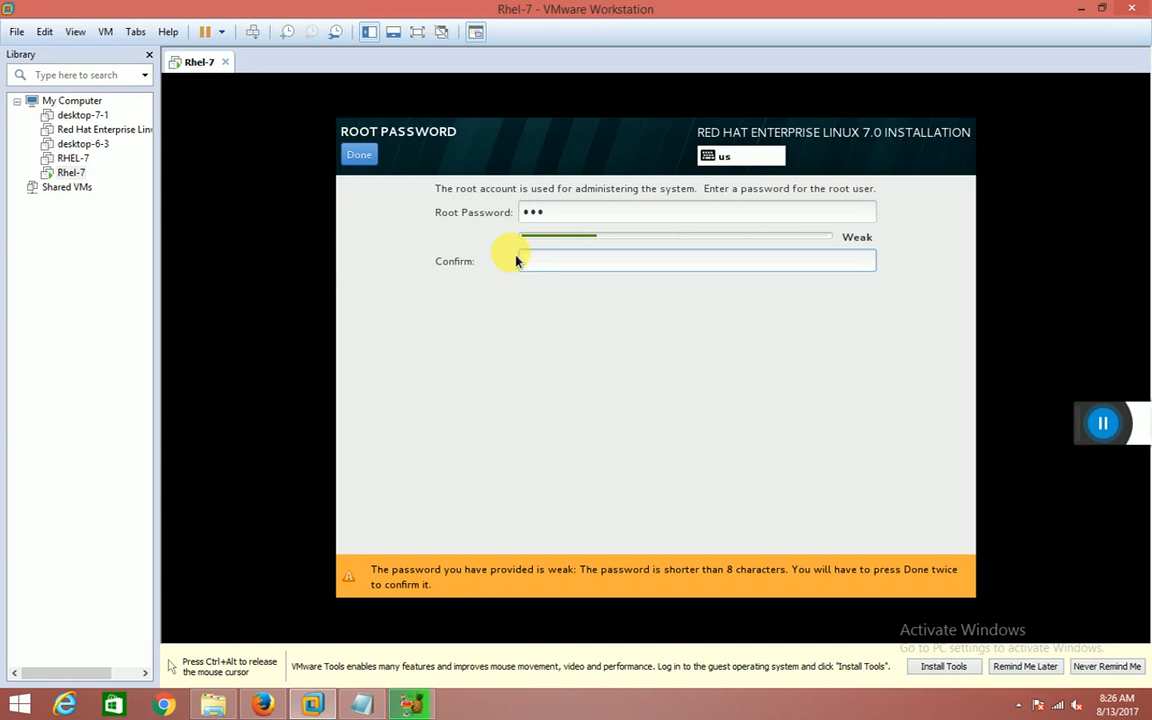 Rhel-7 - VMware Workstation
File Edit View VM Tabs Help
Library
Type here to search
My Computer
desktop-7-1
Red Hat Enterprise Linu
desktop-6-3
RHEL-7
Rhel-7
Shared VMs
Rhel-7
ROOT PASSWORD
Done
RED HAT ENTERPRISE LINUX 7.0 INSTALLATION
us
The root account is used for administering the system. Enter a password for the root user.
Root Password: •••
Weak
Confirm:
The password you have provided is weak: The password is shorter than 8 characters. You will have to press Done twice
to confirm it.
Activate Windows
Go to PC settings to activate Windows.
Press Ctrl+Alt to release
the mouse cursor
VMware Tools enables many features and improves mouse movement, video and performance. Log in to the guest operating system and click "Install Tools".
Install Tools
Remind Me Later
Never Remind Me
8:26 AM
8/13/2017